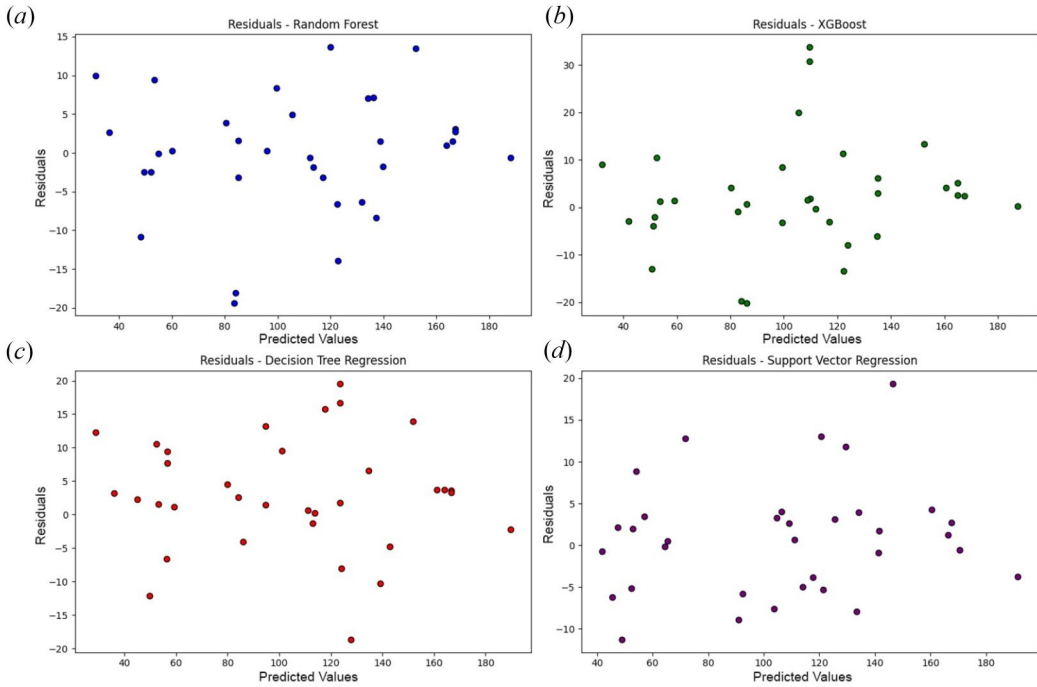 (a)
Residuals - Random Forest
Residuals
15
10
5
0
−5
−10
−15
−20
40 60 80 100 120 140 160 180
Predicted Values
(b)
Residuals - XGBoost
Residuals
30
20
10
0
−10
−20
40 60 80 100 120 140 160 180
Predicted Values
(c)
Residuals - Decision Tree Regression
Residuals
20
15
10
5
0
−5
−10
−15
−20
40 60 80 100 120 140 160 180
Predicted Values
(d)
Residuals - Support Vector Regression
Residuals
20
15
10
5
0
−5
−10
40 60 80 100 120 140 160 180
Predicted Values